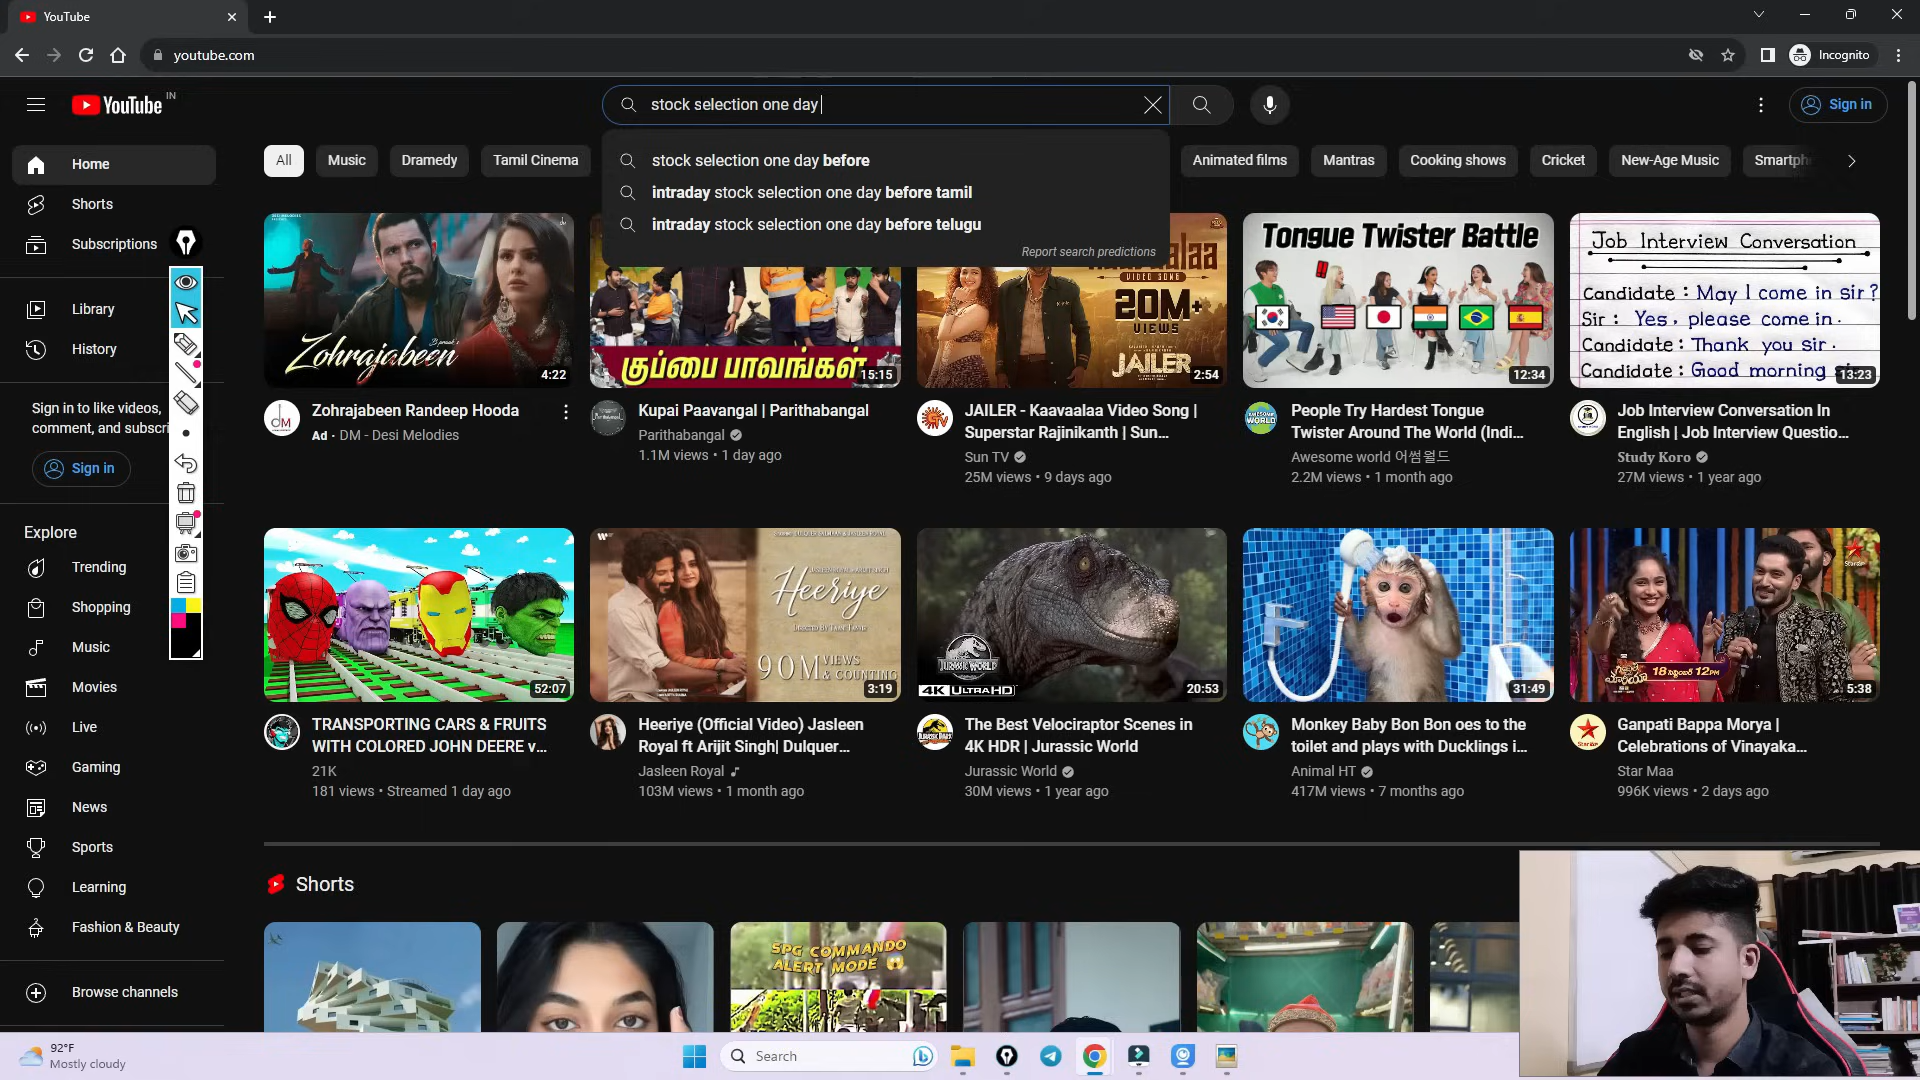 YouTube
youtube.com
Incognito
YouTube IN
stock selection one day
Sign in
stock selection one day before
intraday stock selection one day before tamil
intraday stock selection one day before telugu
Report search predictions
All
Music
Dramedy
Tamil Cinema
Animated films
Mantras
Cooking shows
Cricket
New-Age Music
Home
Shorts
Subscriptions
Library
History
Sign in to like videos,
comment, and subscri
Sign in
Explore
Trending
Shopping
Music
Movies
Live
Gaming
News
Sports
Learning
Fashion & Beauty
Browse channels
Zohrajabeen
4:22
Zohrajabeen Randeep Hooda
Ad · DM - Desi Melodies
குப்பை பாவங்கள்
15:15
Kupai Paavangal | Parithabangal
Parithabangal
1.1M views • 1 day ago
VIDEO SONG
20M+
VIEWS
JAILER
2:54
JAILER - Kaavaalaa Video Song |
Superstar Rajinikanth | Sun...
Sun TV
25M views • 9 days ago
Tongue Twister Battle
12:34
People Try Hardest Tongue
Twister Around The World (Indi...
Awesome world 어썸월드
2.2M views • 1 month ago
Job Interview Conversation
Candidate : May I come in sir?
Sir : Yes, please come in.
Candidate : Thank you sir.
Candidate : Good morning
13:23
Job Interview Conversation In
English | Job Interview Questio...
Study Koro
27M views • 1 year ago
52:07
TRANSPORTING CARS & FRUITS
WITH COLORED JOHN DEERE v...
21K
181 views • Streamed 1 day ago
Heeriye
90M VIEWS
& COUNTING
3:19
Heeriye (Official Video) Jasleen
Royal ft Arijit Singh| Dulquer...
Jasleen Royal
103M views • 1 month ago
JURASSIC WORLD
4K ULTRAHD
20:53
The Best Velociraptor Scenes in
4K HDR | Jurassic World
Jurassic World
30M views • 1 year ago
31:49
Monkey Baby Bon Bon oes to the
toilet and plays with Ducklings i...
Animal HT
417M views • 7 months ago
5:38
Ganpati Bappa Morya |
Celebrations of Vinayaka...
Star Maa
996K views • 2 days ago
Shorts
SPG COMMANDO
ALERT MODE
92°F
Mostly cloudy
Search